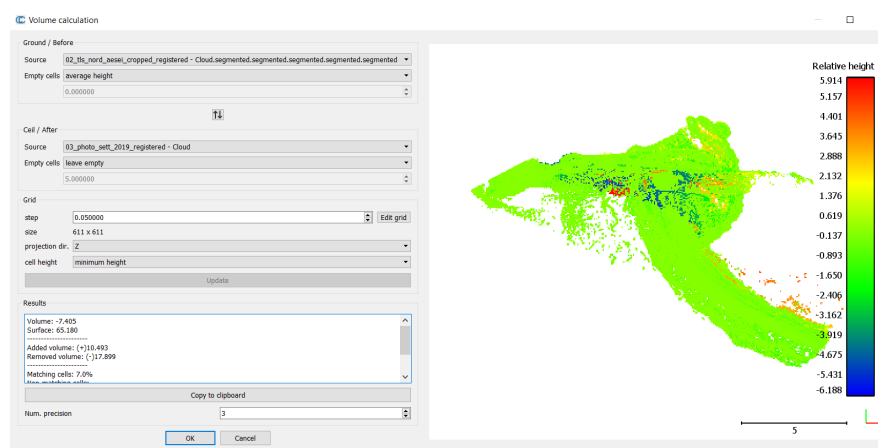 Volume calculation
Ground / Before
Source 02_tls_nord_aesei_cropped_registered - Cloud.segmented.segmented.segmented.segmented.segmented
Empty cells average height
0.000000
Ceil / After
Source 03_photo_sett_2019_registered - Cloud
Empty cells leave empty
5.000000
Grid
step 0.050000 Edit grid
size 611 x 611
projection dir. Z
cell height minimum height
Update
Results
Volume: -7.405
Surface: 65.180
----------------------
Added volume: (+)10.493
Removed volume: (-)17.899
----------------------
Matching cells: 7.0%
Non-matching cells:
Copy to clipboard
Num. precision 3
OK Cancel
Relative height
5.914
5.157
4.401
3.645
2.888
2.132
1.376
0.619
-0.137
-0.893
-1.650
-2.406
-3.162
-3.919
-4.675
-5.431
-6.188
5